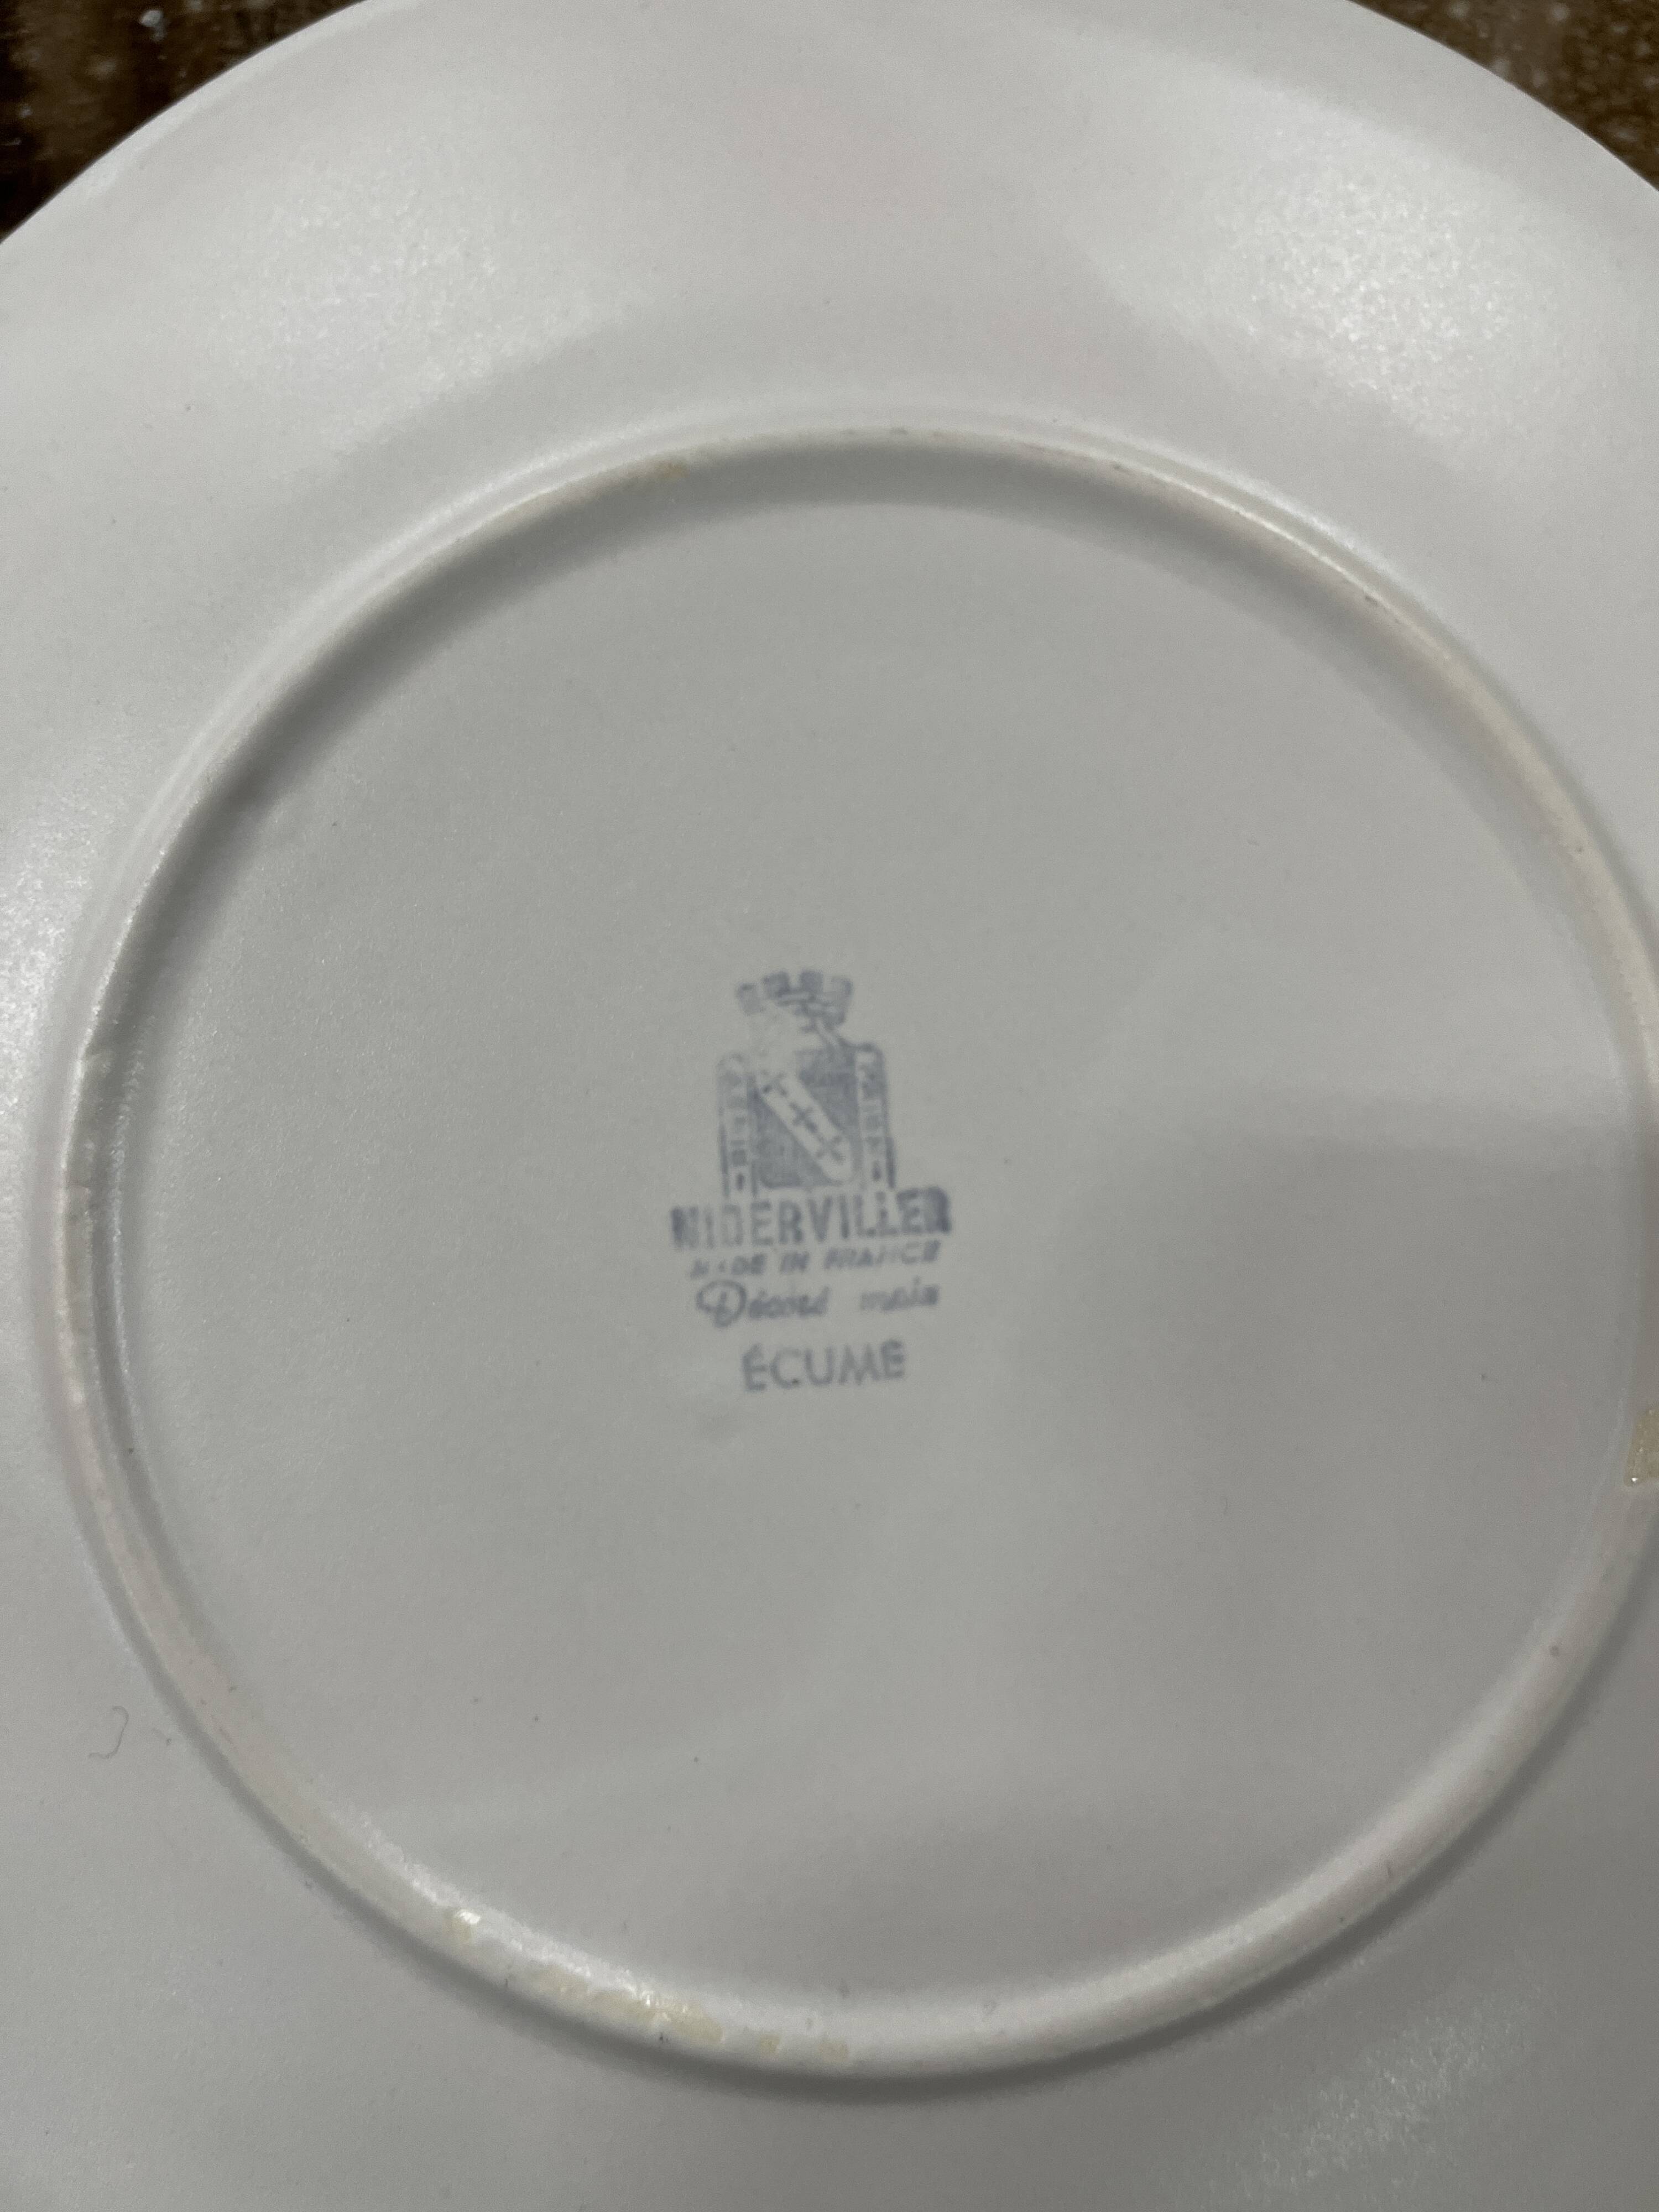 NIDERVILLER
MADE IN FRANCE
Décoré main
ÉCUME